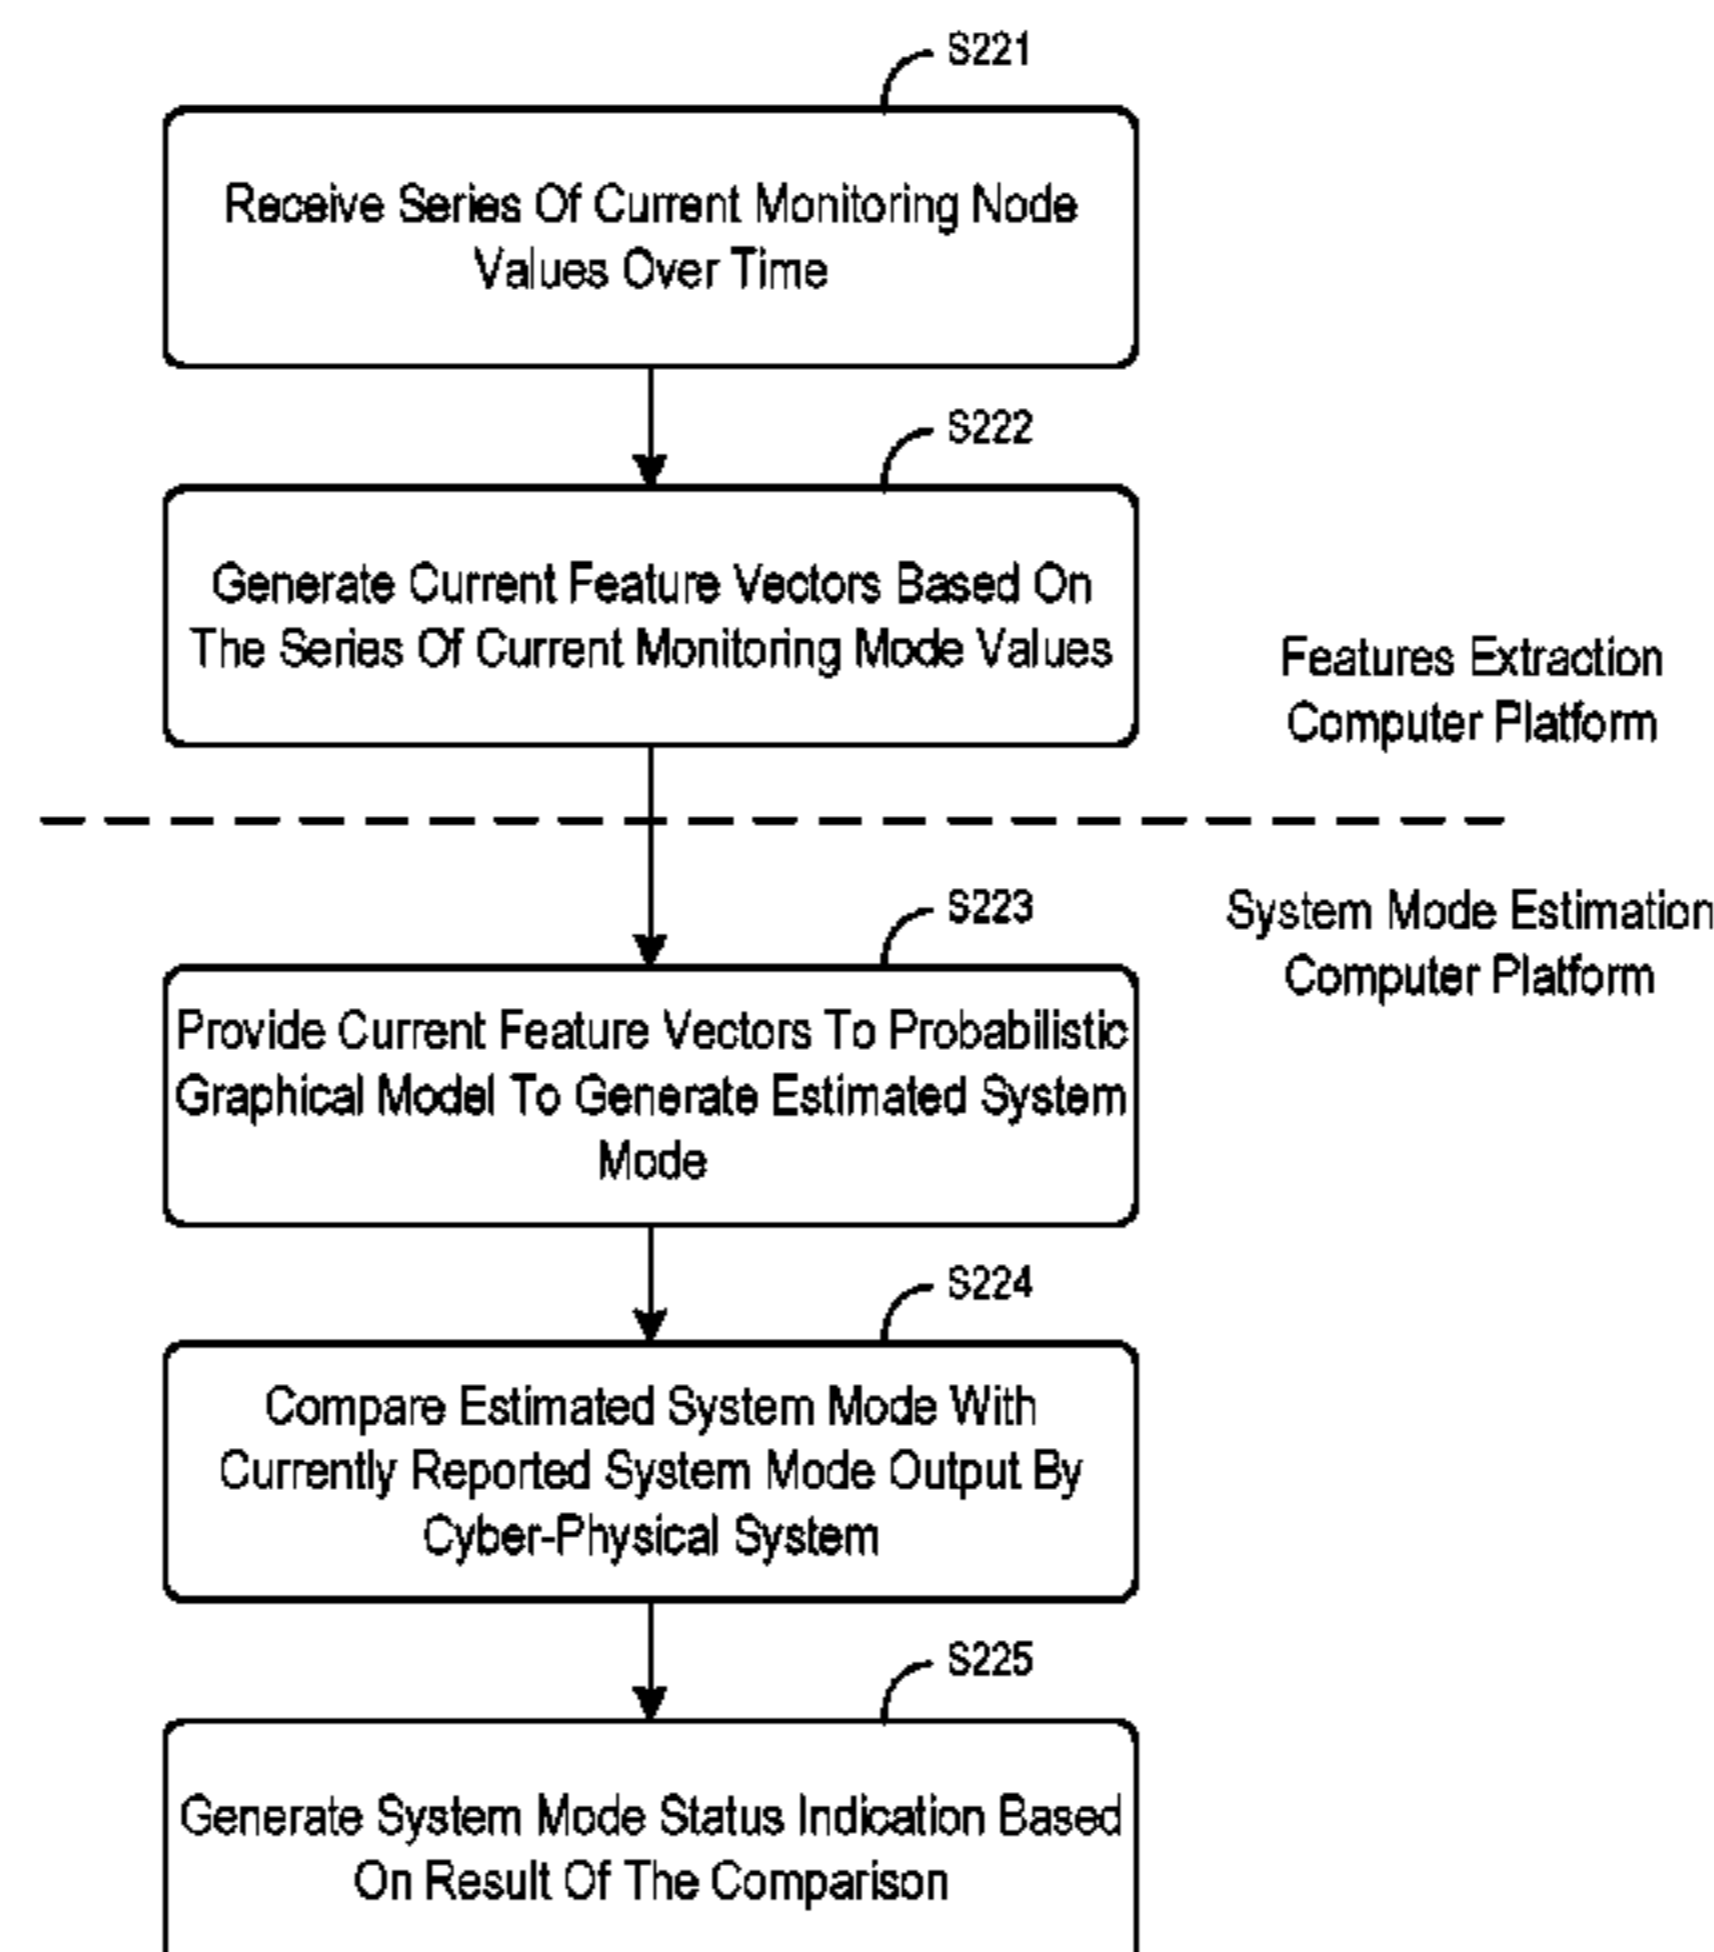 S221
Receive Series Of Current Monitoring Node
Values Over Time
S222
Generate Current Feature Vectors Based On
The Series Of Current Monitoring Mode Values
Features Extraction
Computer Platform
S223
System Mode Estimation
Computer Platform
Provide Current Feature Vectors To Probabilistic
Graphical Model To Generate Estimated System
Mode
S224
Compare Estimated System Mode With
Currently Reported System Mode Output By
Cyber-Physical System
S225
Generate System Mode Status Indication Based
On Result Of The Comparison